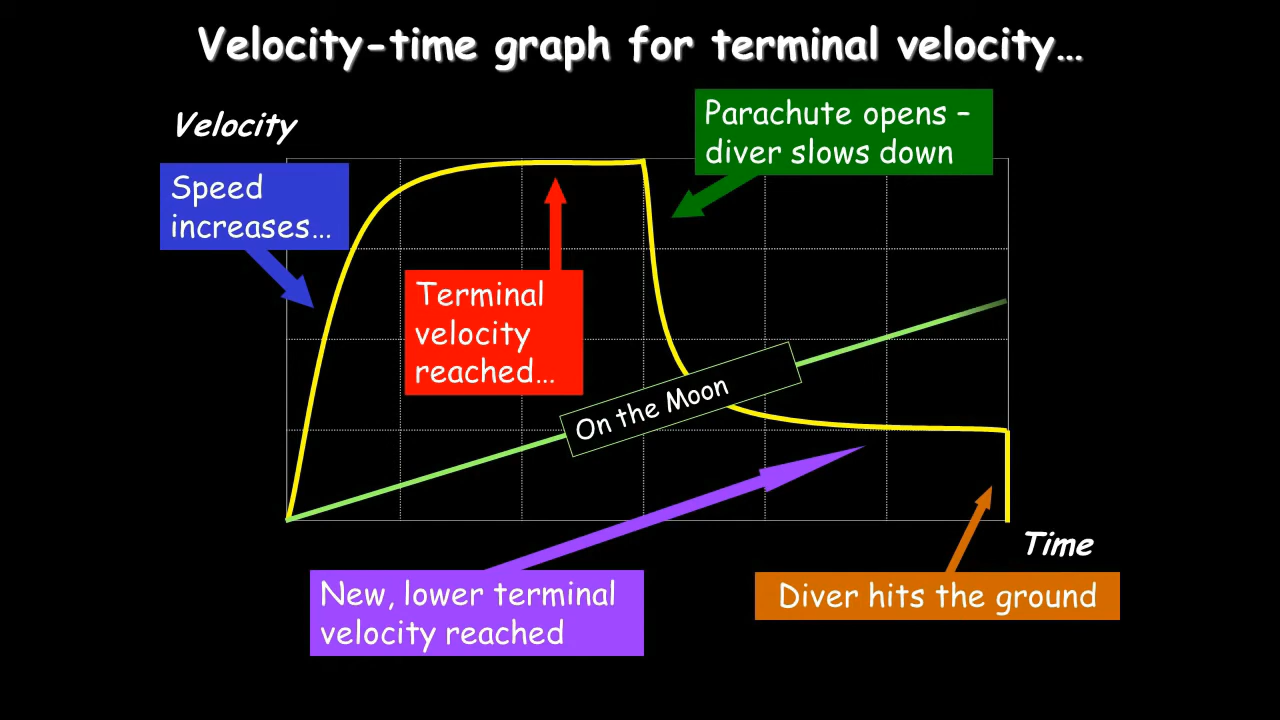 Velocity-time graph for terminal velocity…
Velocity
Parachute opens –
diver slows down
Speed
increases…
Terminal
velocity
reached…
On the Moon
Time
New, lower terminal
velocity reached
Diver hits the ground